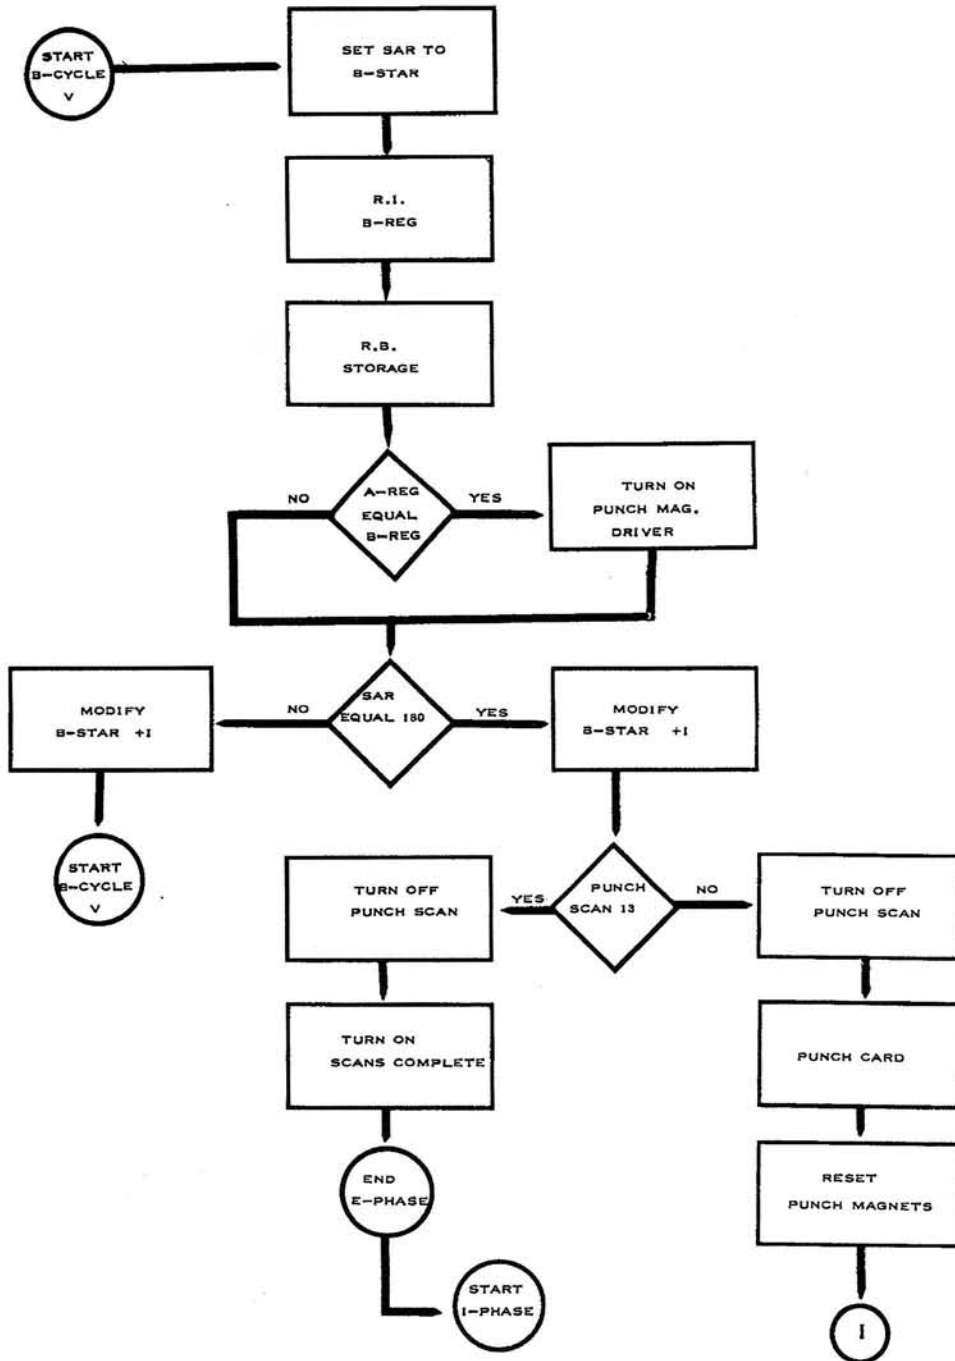 START
B-CYCLE
V
SET SAR TO
B-STAR
R.I.
B-REG
R.B.
STORAGE
NO
A-REG
EQUAL
B-REG
YES
TURN ON
PUNCH MAG.
DRIVER
MODIFY
B-STAR +1
NO
SAR
EQUAL 180
YES
MODIFY
B-STAR +1
START
B-CYCLE
V
TURN OFF
PUNCH SCAN
YES
PUNCH
SCAN 13
NO
TURN OFF
PUNCH SCAN
TURN ON
SCANS COMPLETE
PUNCH CARD
END
E-PHASE
RESET
PUNCH MAGNETS
START
I-PHASE
I